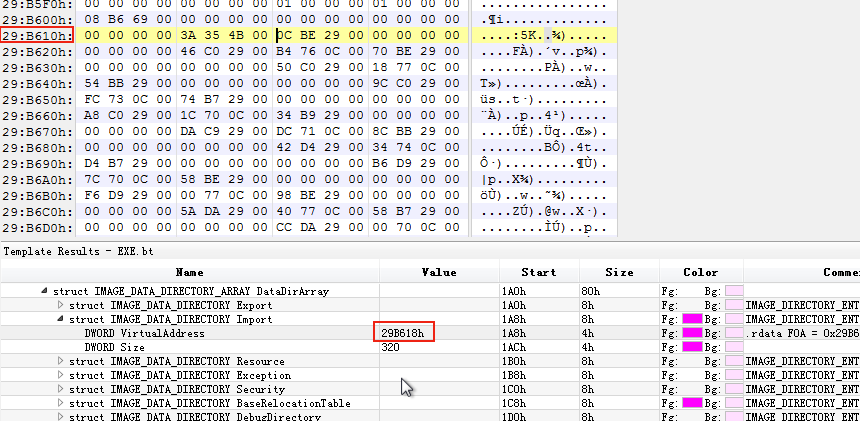 29:B5F0h: 00 00 00 00 00 00 00 00 01 00 00 00 01 00 00 00
29:B600h: 08 B6 69 00 00 00 00 00 00 00 00 00 00 00 00 00 .¶i.............
29:B610h: 00 00 00 00 3A 35 4B 00 DC BE 29 00 00 00 00 00 ....:5K.
29:B620h: 00 00 00 00 46 C0 29 00 B4 76 0C 00 70 BE 29 00 ....FÀ).´v..p¾).
29:B630h: 00 00 00 00 00 00 00 00 50 C0 29 00 18 77 0C 00 ........PÀ)..w..
29:B640h: 54 BB 29 00 00 00 00 00 00 00 00 00 9C C0 29 00 T»).........œÀ).
29:B650h: FC 73 0C 00 74 B7 29 00 00 00 00 00 00 00 00 00 üs..t·).........
29:B660h: A8 C0 29 00 1C 70 0C 00 34 B9 29 00 00 00 00 00 ¨À)..p..4¹).....
29:B670h: 00 00 00 00 DA C9 29 00 DC 71 0C 00 8C BB 29 00 ....ÚÉ).Üq..Œ»).
29:B680h: 00 00 00 00 00 00 00 00 42 D4 29 00 34 74 0C 00 ........BÔ).4t..
29:B690h: D4 B7 29 00 00 00 00 00 00 00 00 00 B6 D9 29 00 Ô·).........¶Ù).
29:B6A0h: 7C 70 0C 00 58 BE 29 00 00 00 00 00 00 00 00 00 |p..X¾).........
29:B6B0h: F6 D9 29 00 00 77 0C 00 98 BE 29 00 00 00 00 00 öÙ)..w..˜¾).....
29:B6C0h: 00 00 00 00 5A DA 29 00 40 77 0C 00 58 B7 29 00 ....ZÚ).@w..X·).
29:B6D0h: 00 00 00 00 00 00 00 00 CC DA 29 00 00 70 0C 00 ........ÌÚ)..p..
Template Results - EXE.bt
Name Value Start Size Color Comme
struct IMAGE_DATA_DIRECTORY_ARRAY DataDirArray 1A0h 80h Fg: Bg:
struct IMAGE_DATA_DIRECTORY Export 1A0h 8h Fg: Bg: IMAGE_DIRECTORY_ENT
struct IMAGE_DATA_DIRECTORY Import 1A8h 8h Fg: Bg: IMAGE_DIRECTORY_ENT
DWORD VirtualAddress 29B618h 1A8h 4h Fg: Bg: .rdata FOA = 0x29B6
DWORD Size 320 1ACh 4h Fg: Bg:
struct IMAGE_DATA_DIRECTORY Resource 1B0h 8h Fg: Bg: IMAGE_DIRECTORY_ENT
struct IMAGE_DATA_DIRECTORY Exception 1B8h 8h Fg: Bg: IMAGE_DIRECTORY_ENT
struct IMAGE_DATA_DIRECTORY Security 1C0h 8h Fg: Bg: IMAGE_DIRECTORY_ENT
struct IMAGE_DATA_DIRECTORY BaseRelocationTable 1C8h 8h Fg: Bg: IMAGE_DIRECTORY_ENT
struct IMAGE_DATA_DIRECTORY DebugDirectory 1D0h 8h Fg: Bg: IMAGE_DIRECTORY_ENT